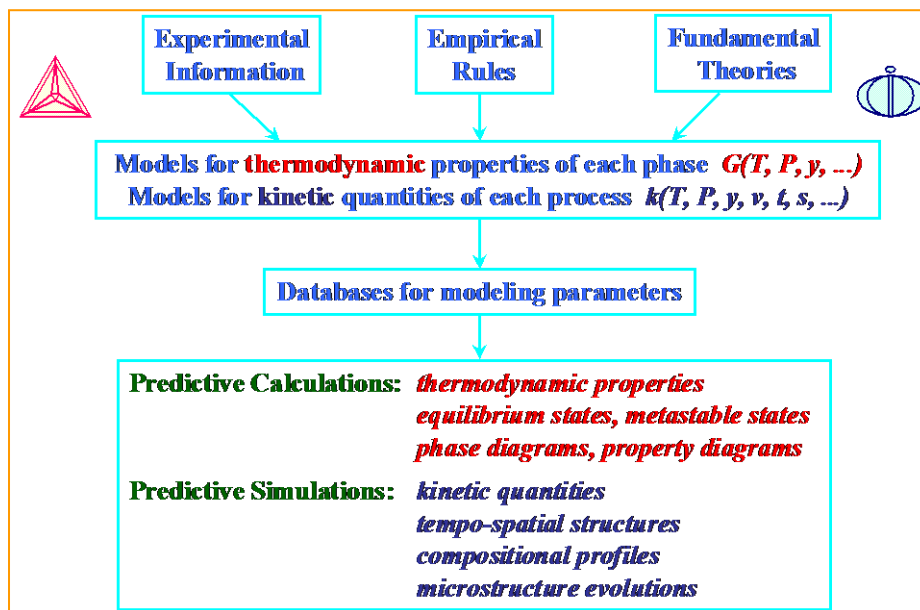 Experimental
Information
Empirical
Rules
Fundamental
Theories
Models for thermodynamic properties of each phase G(T, P, y, ...)
Models for kinetic quantities of each process k(T, P, y, v, t, s, ...)
Databases for modeling parameters
Predictive Calculations: thermodynamic properties
equilibrium states, metastable states
phase diagrams, property diagrams
Predictive Simulations: kinetic quantities
tempo-spatial structures
compositional profiles
microstructure evolutions